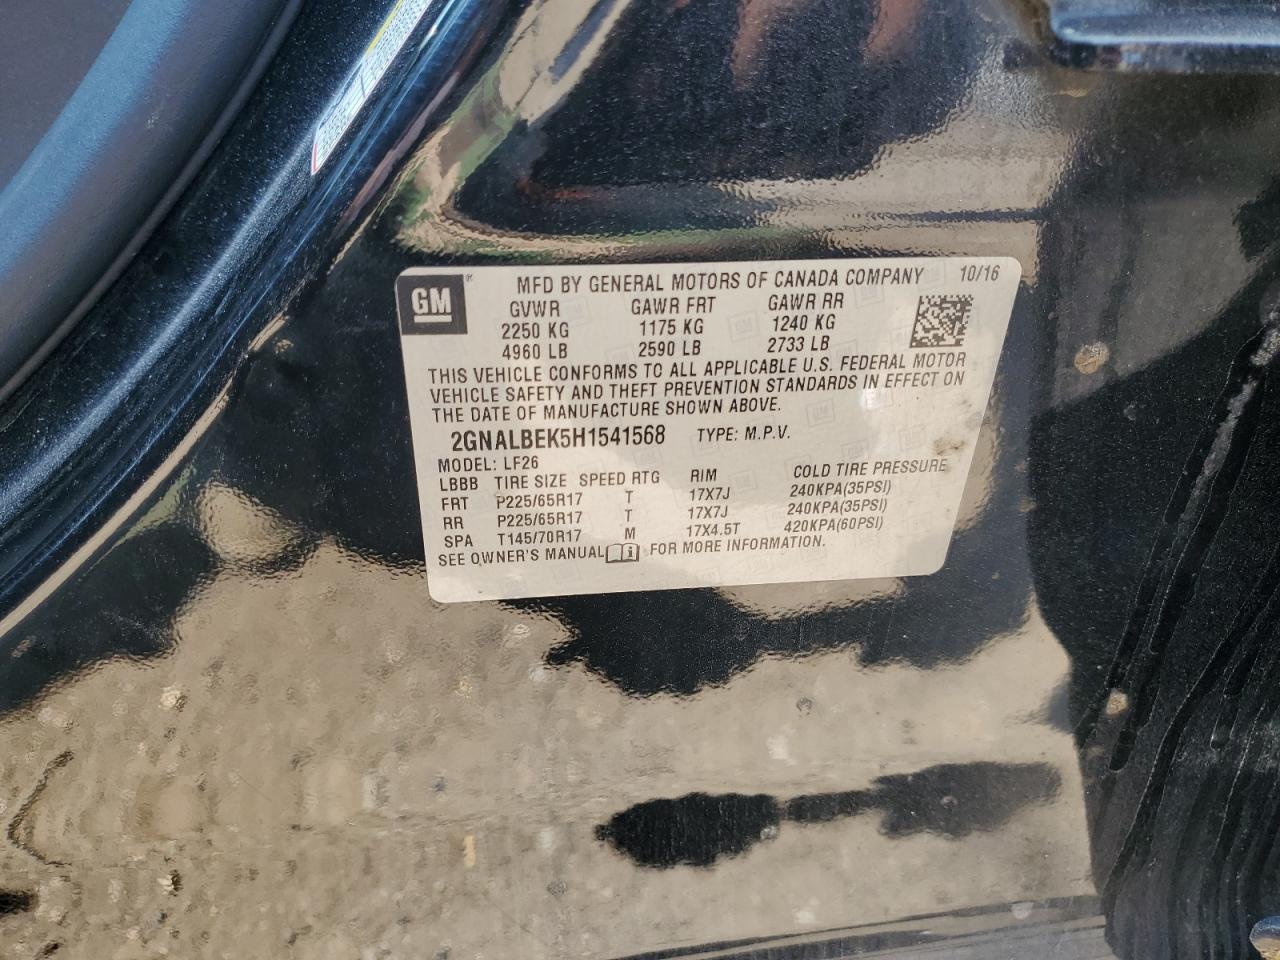 GM ® MFD BY GENERAL MOTORS OF CANADA COMPANY 10/16
GVWR GAWR FRT GAWR RR
2250 KG 1175 KG 1240 KG
4960 LB 2590 LB 2733 LB
THIS VEHICLE CONFORMS TO ALL APPLICABLE U.S. FEDERAL MOTOR
VEHICLE SAFETY AND THEFT PREVENTION STANDARDS IN EFFECT ON
THE DATE OF MANUFACTURE SHOWN ABOVE.
2GNALBEK5H1541568 TYPE: M.P.V.
MODEL: LF26
LBBB TIRE SIZE SPEED RTG RIM COLD TIRE PRESSURE
FRT P225/65R17 T 17X7J 240KPA(35PSI)
RR P225/65R17 T 17X7J 240KPA(35PSI)
SPA T145/70R17 M 17X4.5T 420KPA(60PSI)
SEE OWNER'S MANUAL FOR MORE INFORMATION.